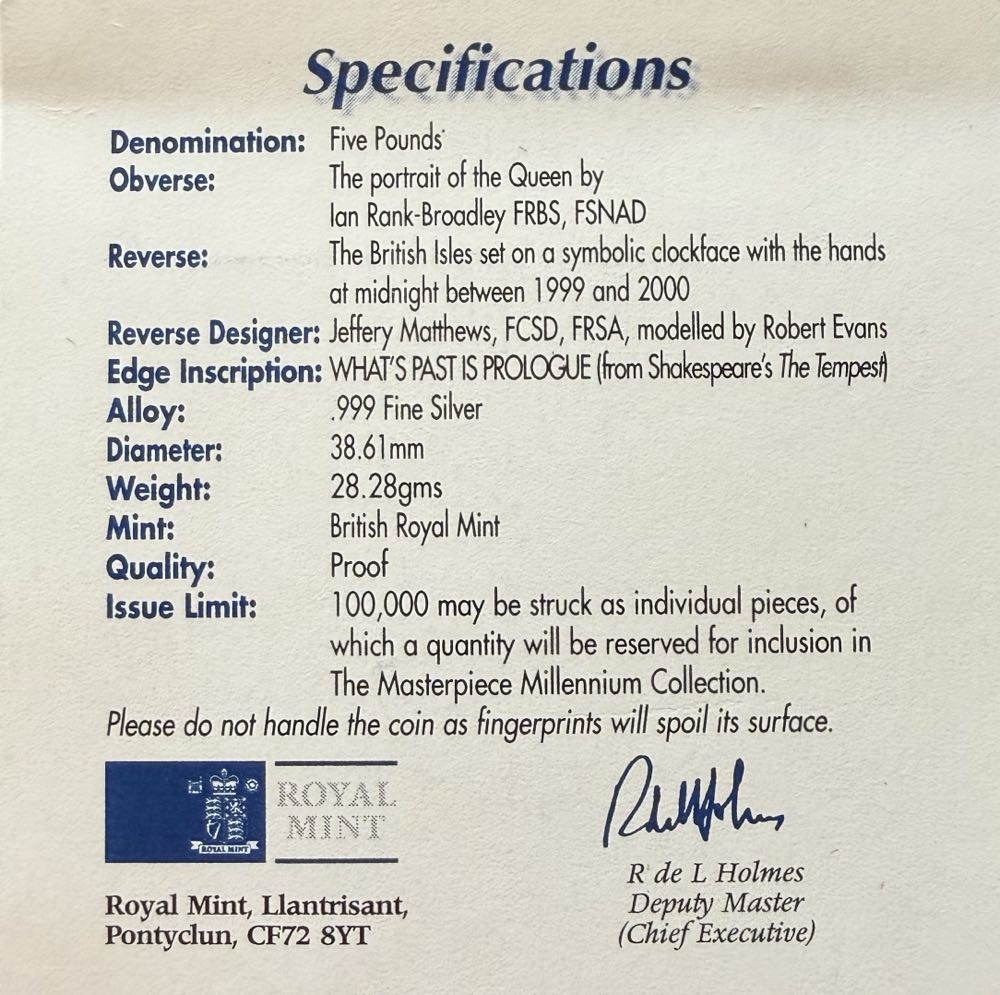 Specifications
Denomination: Five Pounds
Obverse: The portrait of the Queen by
Ian Rank-Broadley FRBS, FSNAD
Reverse: The British Isles set on a symbolic clockface with the hands
at midnight between 1999 and 2000
Reverse Designer: Jeffery Matthews, FCSD, FRSA, modelled by Robert Evans
Edge Inscription: WHAT'S PAST IS PROLOGUE (from Shakespeare's The Tempest)
Alloy: .999 Fine Silver
Diameter: 38.61mm
Weight: 28.28gms
Mint: British Royal Mint
Quality: Proof
Issue Limit: 100,000 may be struck as individual pieces, of
which a quantity will be reserved for inclusion in
The Masterpiece Millennium Collection.
Please do not handle the coin as fingerprints will spoil its surface.
ROYAL MINT
ROYAL
MINT
Royal Mint, Llantrisant,
Pontyclun, CF72 8YT
R de L Holmes
Deputy Master
(Chief Executive)